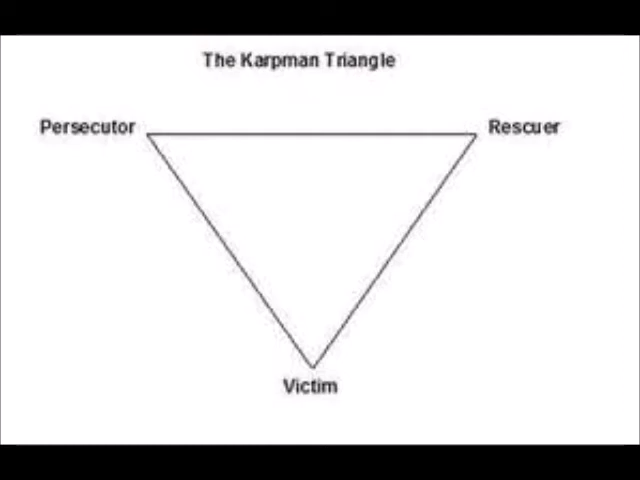 The Karpman Triangle
Persecutor
Rescuer
Victim